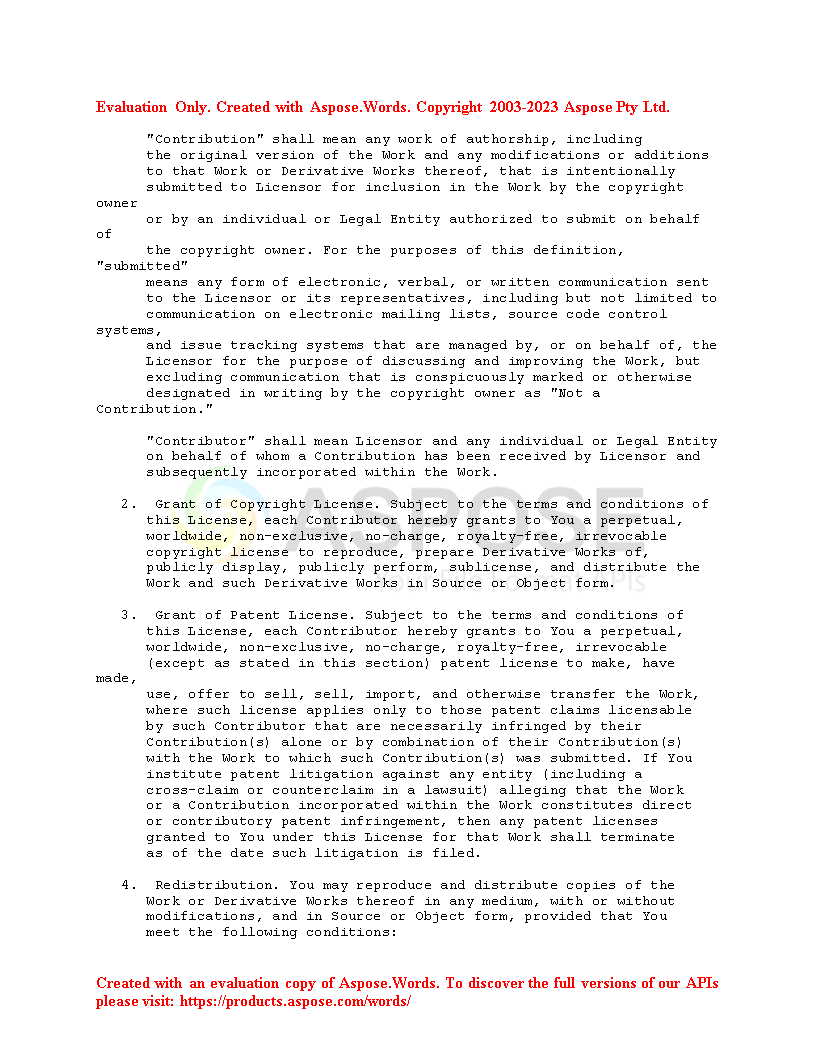 Evaluation Only. Created with Aspose.Words. Copyright 2003-2023 Aspose Pty Ltd.
"Contribution" shall mean any work of authorship, including
the original version of the Work and any modifications or additions
to that Work or Derivative Works thereof, that is intentionally
submitted to Licensor for inclusion in the Work by the copyright
owner
or by an individual or Legal Entity authorized to submit on behalf
of
the copyright owner. For the purposes of this definition,
"submitted"
means any form of electronic, verbal, or written communication sent
to the Licensor or its representatives, including but not limited to
communication on electronic mailing lists, source code control
systems,
and issue tracking systems that are managed by, or on behalf of, the
Licensor for the purpose of discussing and improving the Work, but
excluding communication that is conspicuously marked or otherwise
designated in writing by the copyright owner as "Not a
Contribution."
"Contributor" shall mean Licensor and any individual or Legal Entity
on behalf of whom a Contribution has been received by Licensor and
subsequently incorporated within the Work.
2. Grant of Copyright License. Subject to the terms and conditions of
this License, each Contributor hereby grants to You a perpetual,
worldwide, non-exclusive, no-charge, royalty-free, irrevocable
copyright license to reproduce, prepare Derivative Works of,
publicly display, publicly perform, sublicense, and distribute the
Work and such Derivative Works in Source or Object form.
ASPOSE
Your File Format APIs
3. Grant of Patent License. Subject to the terms and conditions of
this License, each Contributor hereby grants to You a perpetual,
worldwide, non-exclusive, no-charge, royalty-free, irrevocable
(except as stated in this section) patent license to make, have
made,
use, offer to sell, sell, import, and otherwise transfer the Work,
where such license applies only to those patent claims licensable
by such Contributor that are necessarily infringed by their
Contribution(s) alone or by combination of their Contribution(s)
with the Work to which such Contribution(s) was submitted. If You
institute patent litigation against any entity (including a
cross-claim or counterclaim in a lawsuit) alleging that the Work
or a Contribution incorporated within the Work constitutes direct
or contributory patent infringement, then any patent licenses
granted to You under this License for that Work shall terminate
as of the date such litigation is filed.
4. Redistribution. You may reproduce and distribute copies of the
Work or Derivative Works thereof in any medium, with or without
modifications, and in Source or Object form, provided that You
meet the following conditions:
Created with an evaluation copy of Aspose.Words. To discover the full versions of our APIs
please visit: https://products.aspose.com/words/